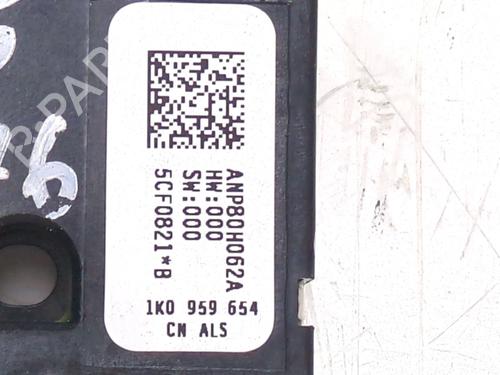 ANP80H062A
HW:000
SW:000
5CF0821*B
1K0 959 654
CN ALS